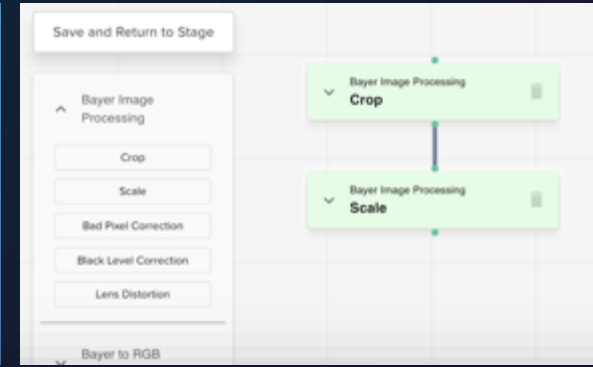 Save and Return to Stage
Bayer Image
Processing
Crop
Scale
Bad Pixel Correction
Black Level Correction
Lens Distortion
Bayer to RGB
Bayer Image Processing
Crop
Bayer Image Processing
Scale